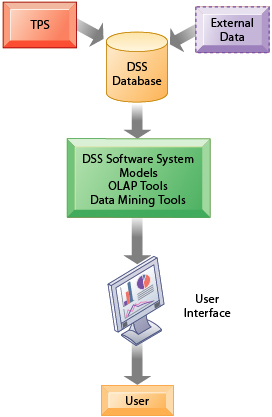 TPS
External
Data
DSS
Database
DSS Software System
Models
OLAP Tools
Data Mining Tools
User
Interface
User